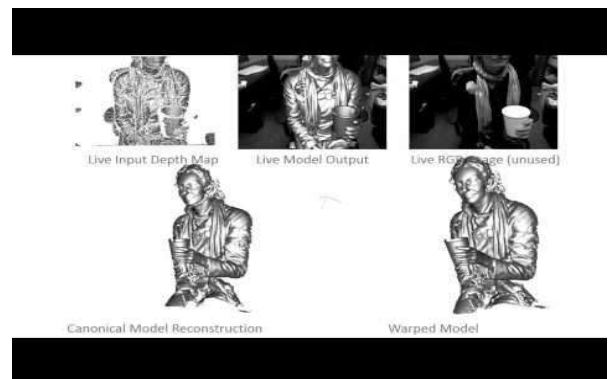 Live Input Depth Map
Live Model Output
Live RGB Image (unused)
Canonical Model Reconstruction
Warped Model